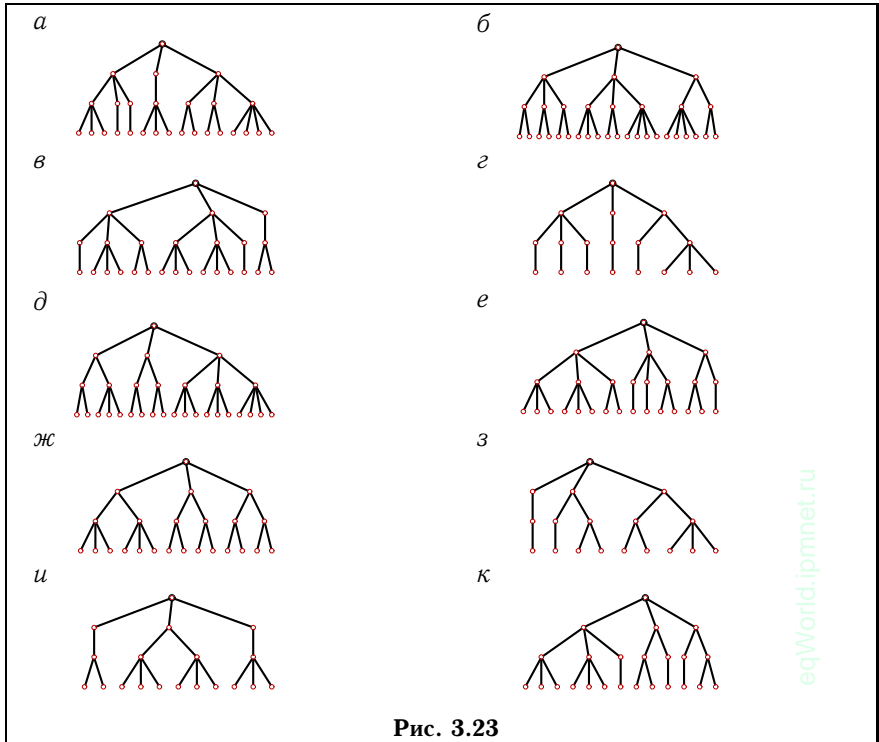 а
б
в
г
д
е
ж
з
и
к
eqWorld.ipmnet.ru
Рис. 3.23